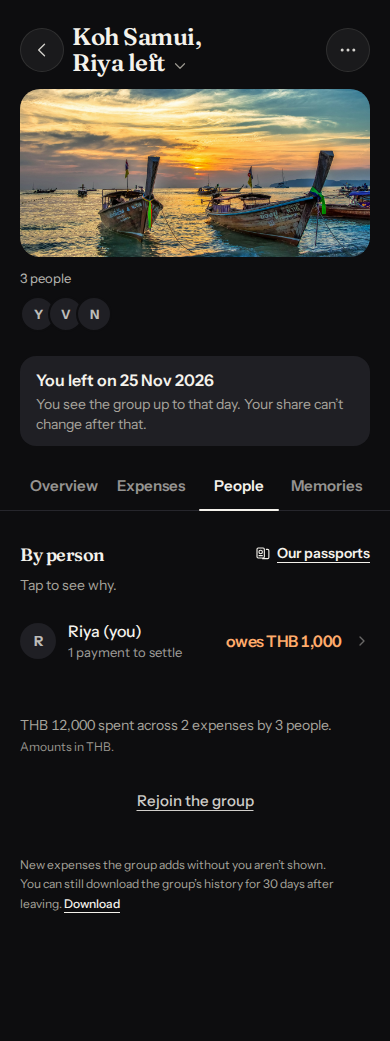 Koh Samui,
Riya left
3 people
Y V N
You left on 25 Nov 2026
You see the group up to that day. Your share can't
change after that.
Overview Expenses People Memories
By person Our passports
Tap to see why.
R Riya (you) owes THB 1,000
1 payment to settle
THB 12,000 spent across 2 expenses by 3 people.
Amounts in THB.
Rejoin the group
New expenses the group adds without you aren't shown.
You can still download the group's history for 30 days after
leaving. Download